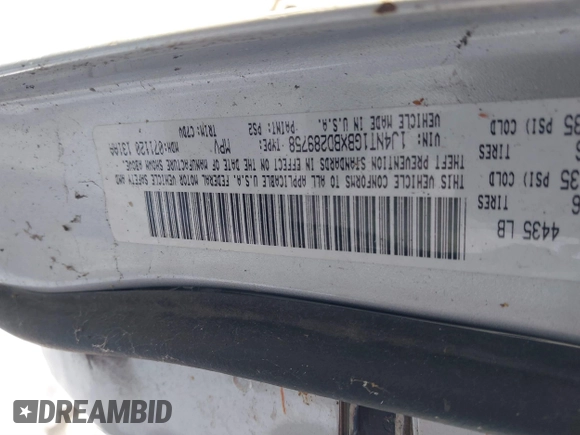 4435 LB
TIRES
35 PSI) COLD
TIRES
35 PSI) COLD
THIS VEHICLE CONFORMS TO ALL APPLICABLE U.S.A. FEDERAL MOTOR VEHICLE SAFETY AND
THEFT PREVENTION STANDARDS IN EFFECT ON THE DATE OF MANUFACTURE SHOWN ABOVE.
VIN: 1J4NT1GBXBD289758 TYPE: MPV MDH:071120 131AA
VEHICLE MADE IN U.S.A. PAINT: PS2 TRIM: CTDV
DREAMBID